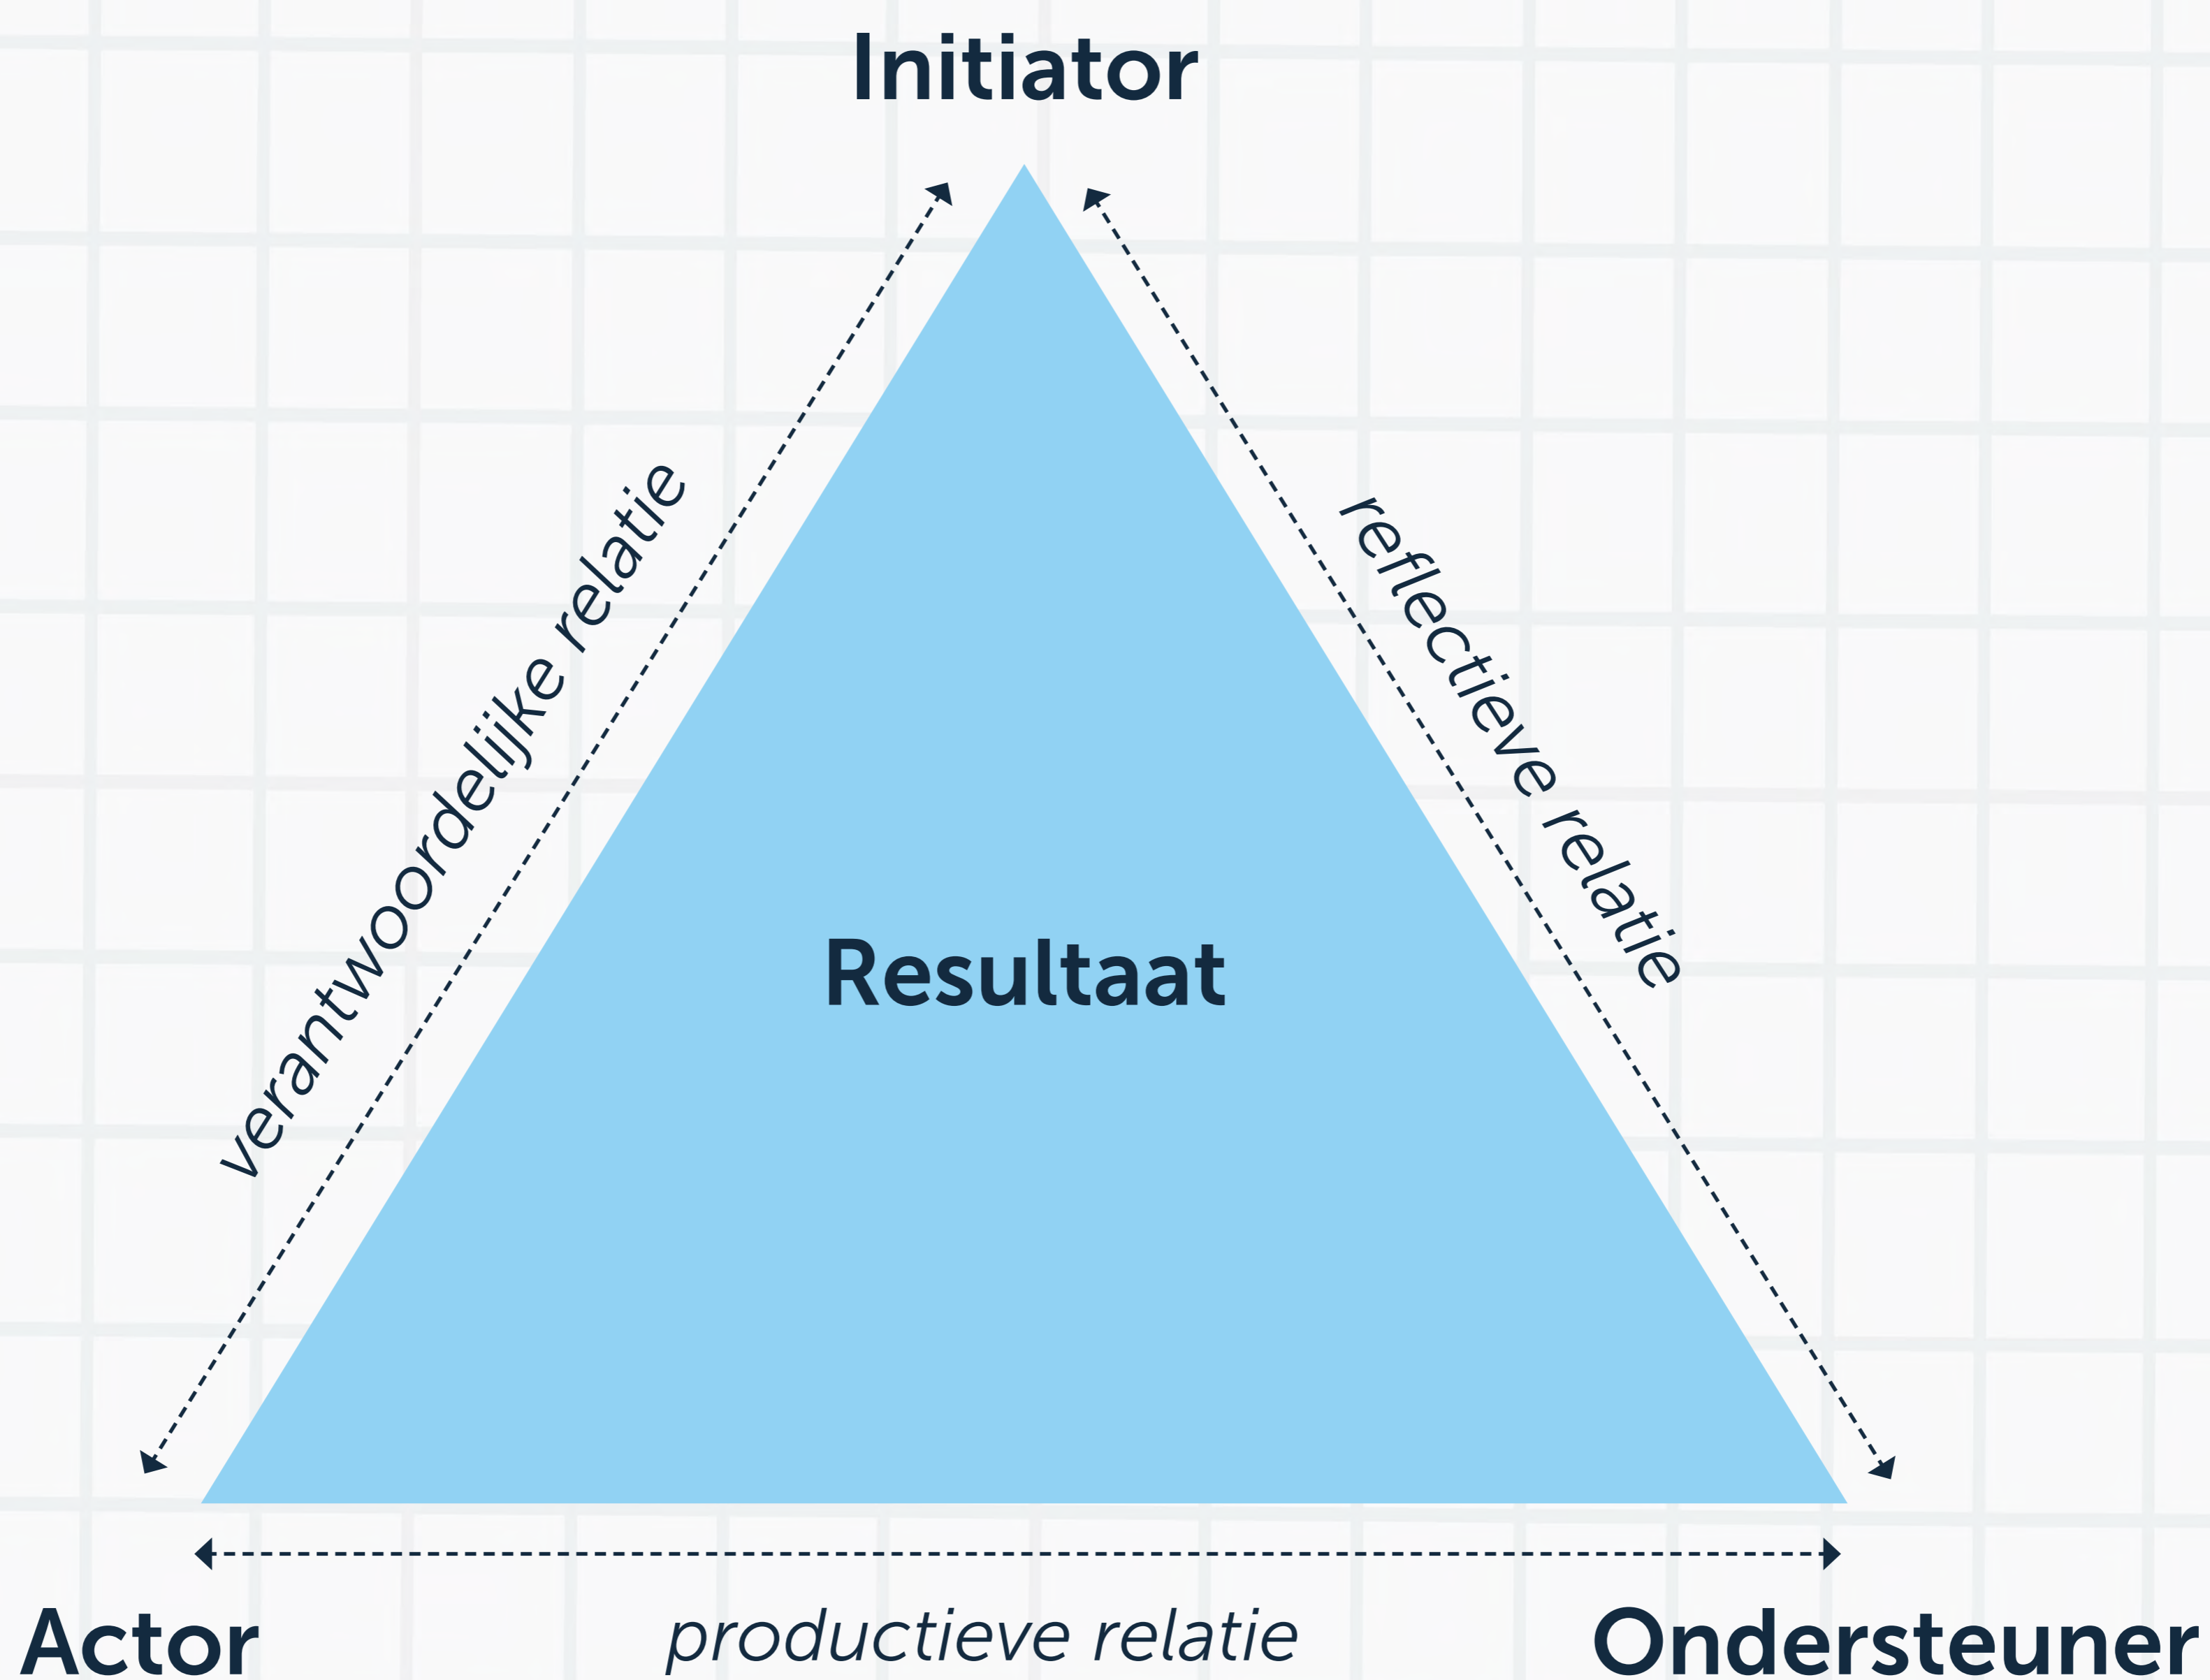 Initiator
verantwoordelijke relatie
reflectieve relatie
Resultaat
Actor
productieve relatie
Ondersteuner